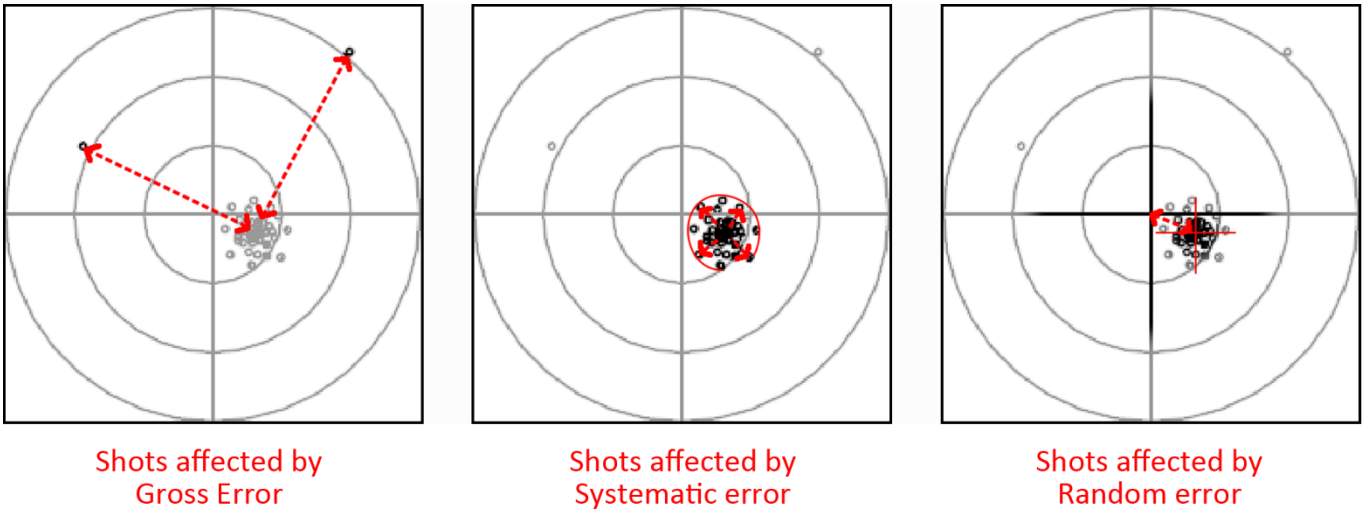 Shots affected by
Gross Error
Shots affected by
Systematic error
Shots affected by
Random error